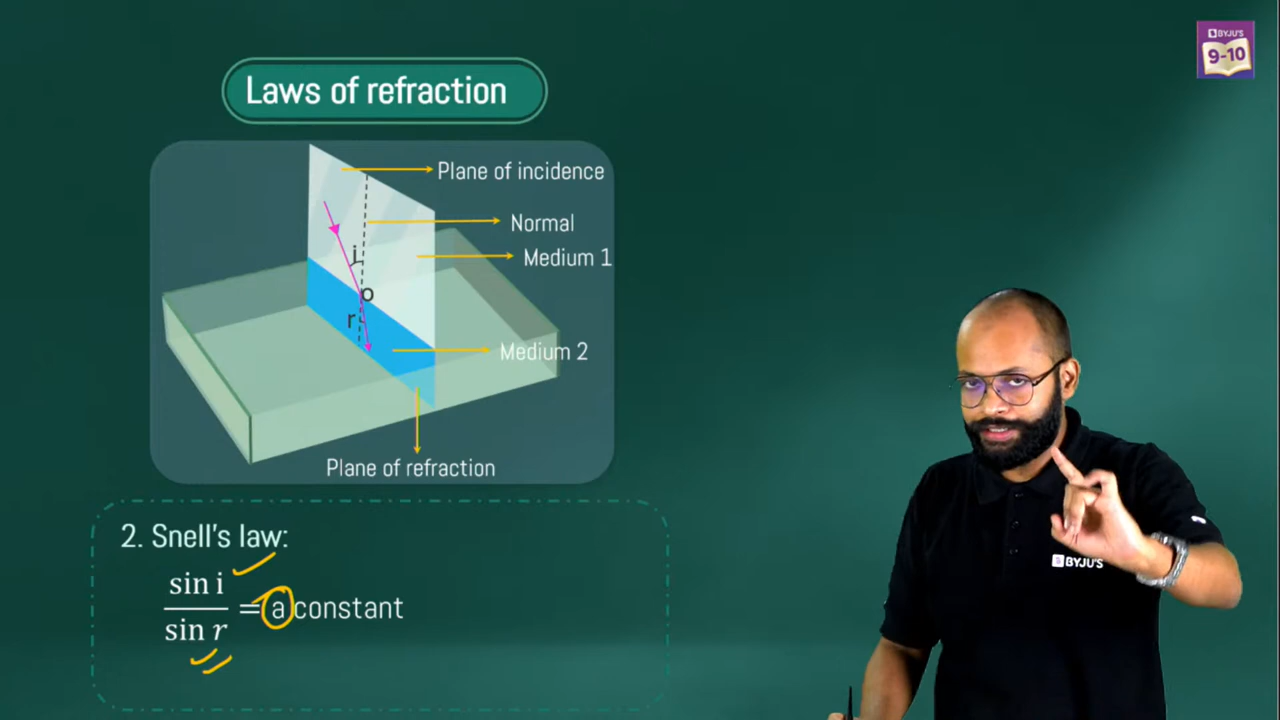 BYJU'S
9-10
Laws of refraction
Plane of incidence
Normal
Medium 1
i
O
r
Medium 2
Plane of refraction
2. Snell's law:
sin i
sin r
= a constant
BYJU'S